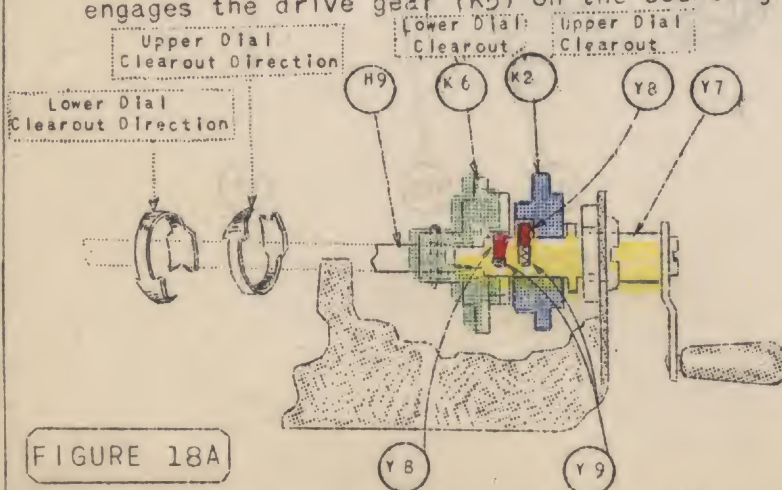 engages the drive gear (K5) on the
Lower Dial
Clearout
Upper Dial
Clearout
Upper Dial
Clearout Direction
Lower Dial
Clearout Direction
H9
K6
K2
Y8
Y7
Y8
Y9
FIGURE 18A